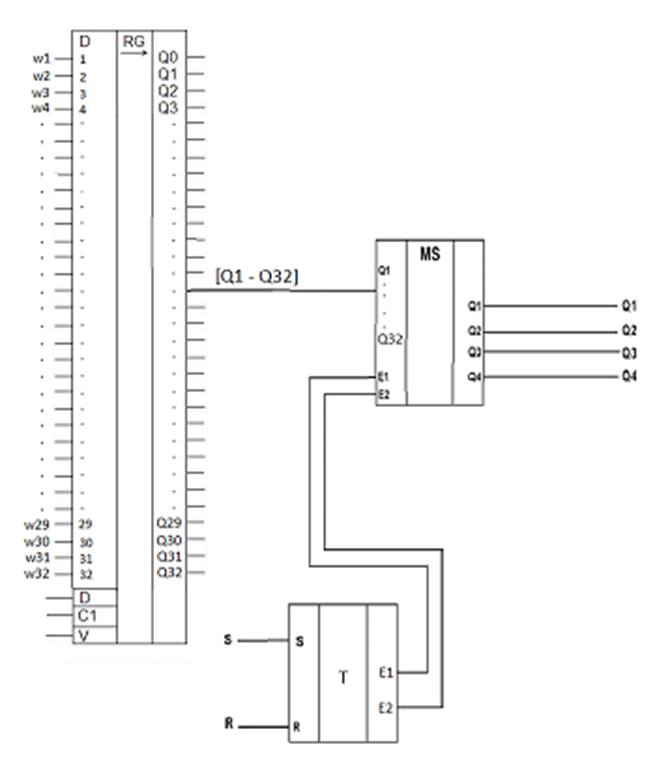 D RG
w1 1 Q0
w2 2 Q1
w3 3 Q2
w4 4 Q3
w29 29 Q29
w30 30 Q30
w31 31 Q31
w32 32 Q32
D
C1
V
[Q1 - Q32]
MS
Q1
Q32
E1
E2
Q1 Q1
Q2 Q2
Q3 Q3
Q4 Q4
S S
T
E1
E2
R R